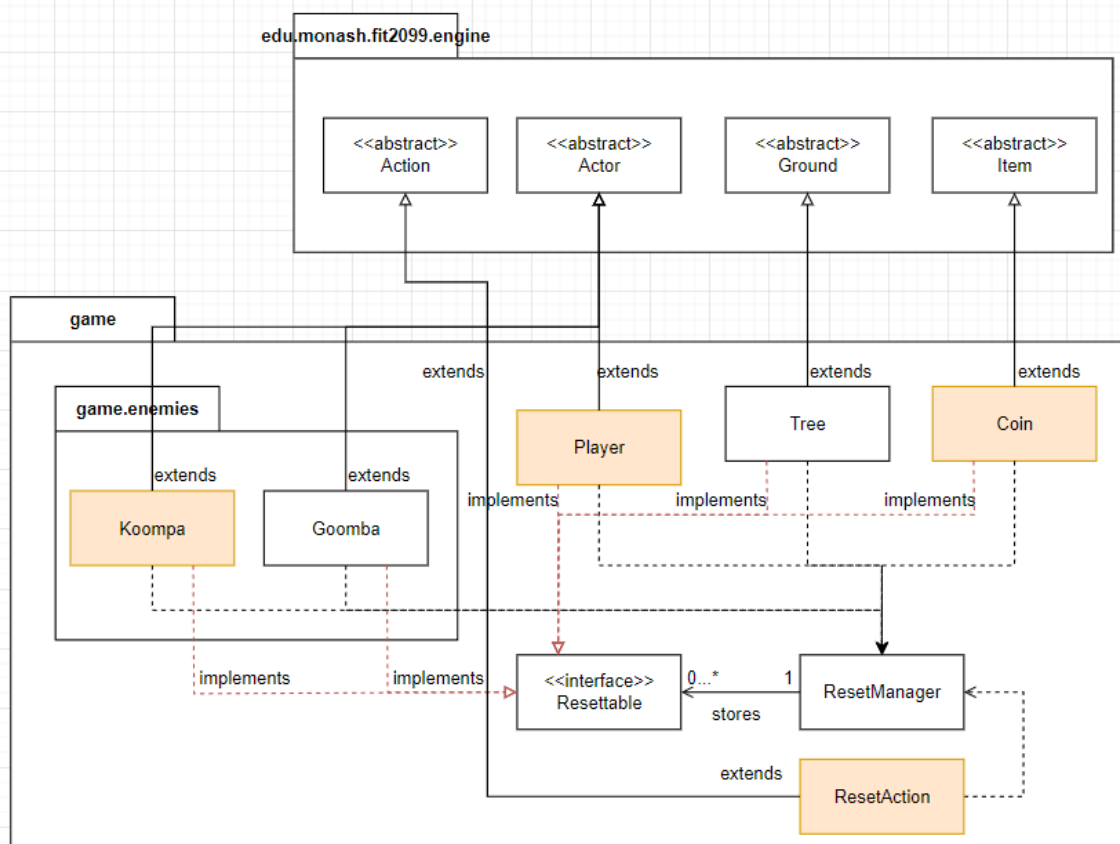 edu.monash.fit2099.engine
<<abstract>>
Action
<<abstract>>
Actor
<<abstract>>
Ground
<<abstract>>
Item
game
extends
extends
extends
extends
game.enemies
Player
Tree
Coin
extends
extends
implements
implements
implements
Koompa
Goomba
implements
implements
<<interface>>
Resettable
0...*
1
stores
ResetManager
extends
ResetAction